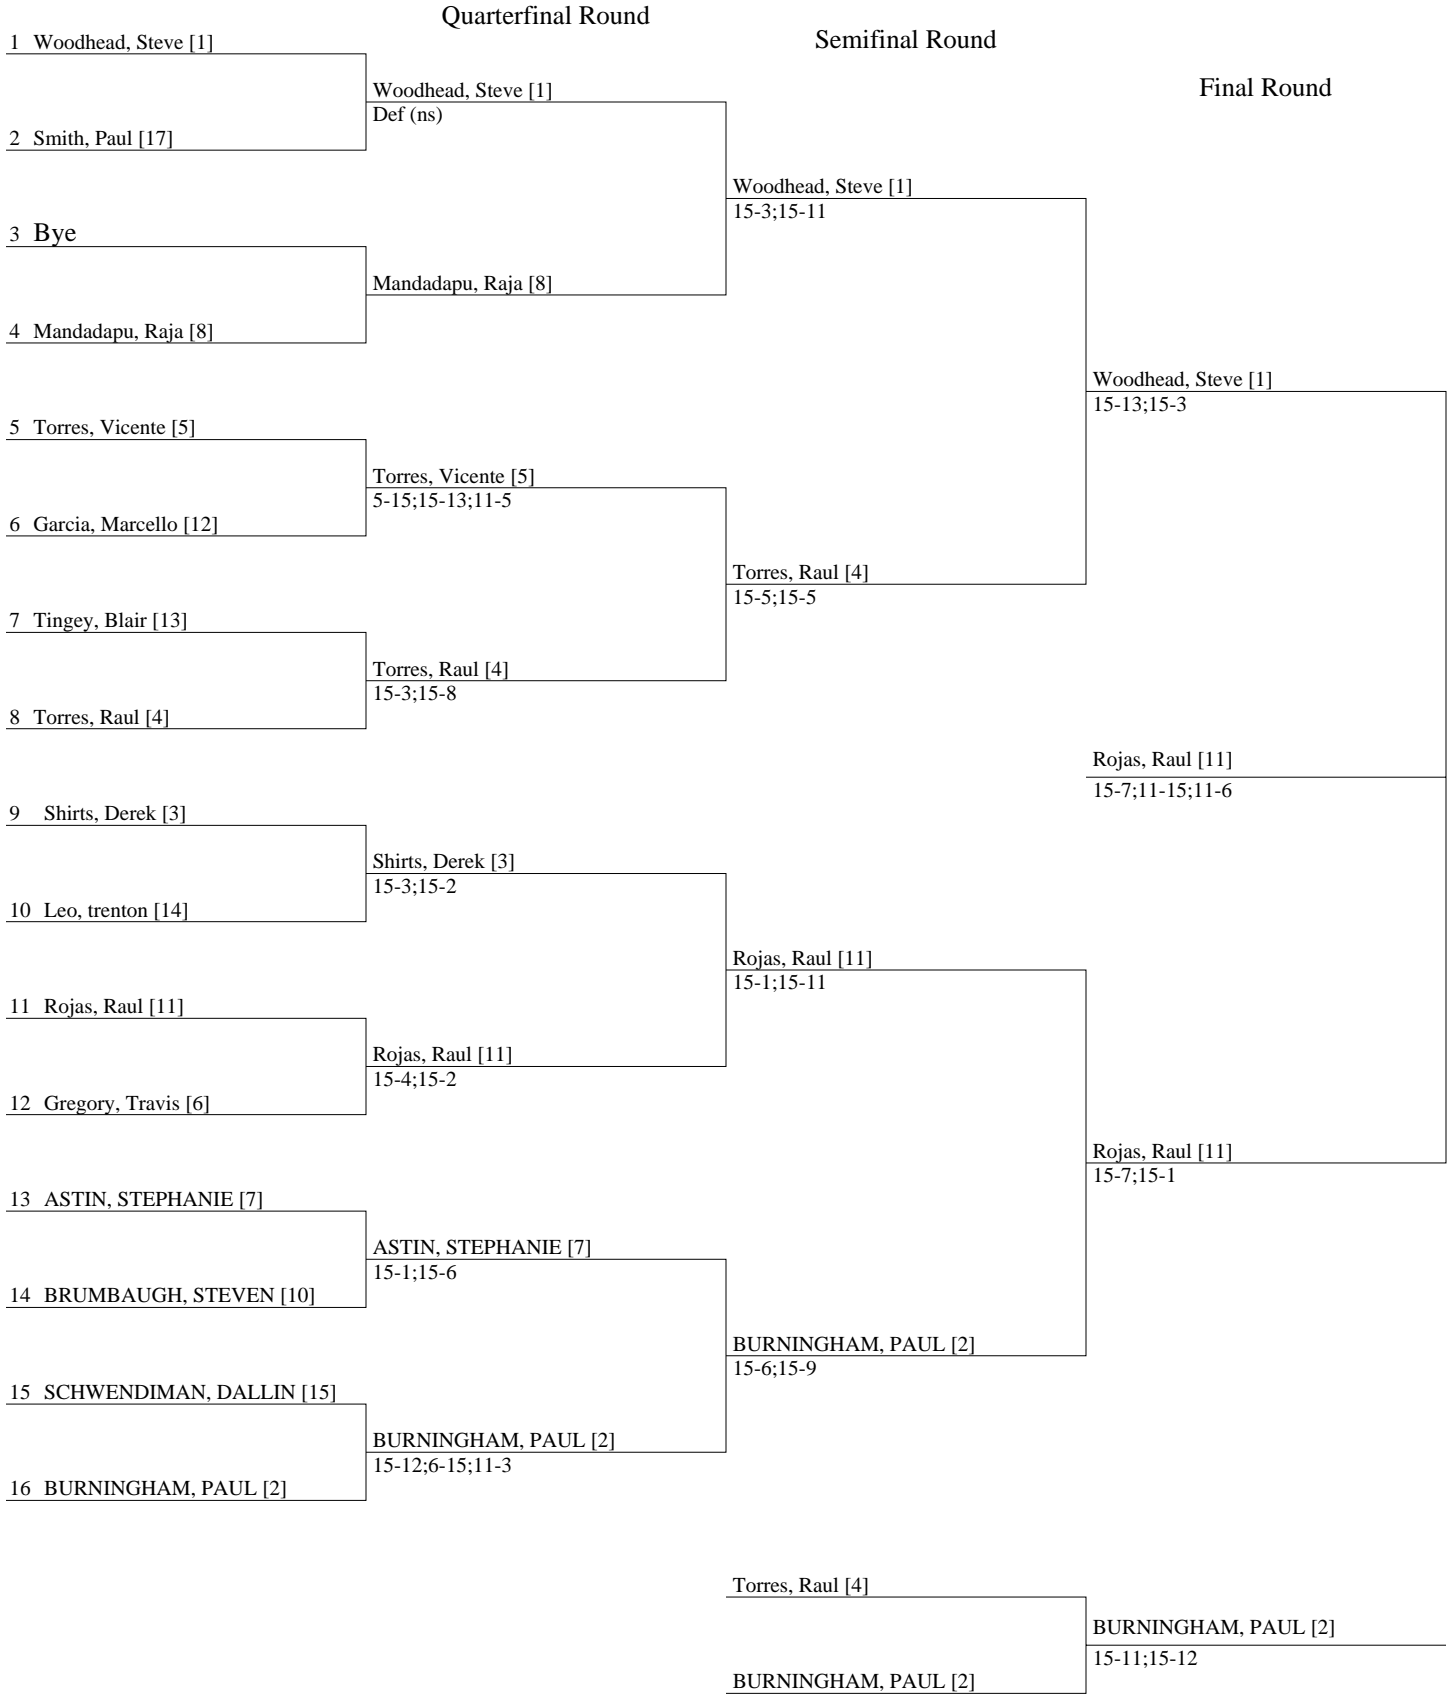 Quarterfinal Round
Semifinal Round
Final Round
1 Woodhead, Steve [1]
2 Smith, Paul [17]
3 Bye
4 Mandadapu, Raja [8]
5 Torres, Vicente [5]
6 Garcia, Marcello [12]
7 Tingey, Blair [13]
8 Torres, Raul [4]
9 Shirts, Derek [3]
10 Leo, trenton [14]
11 Rojas, Raul [11]
12 Gregory, Travis [6]
13 ASTIN, STEPHANIE [7]
14 BRUMBAUGH, STEVEN [10]
15 SCHWENDIMAN, DALLIN [15]
16 BURNINGHAM, PAUL [2]
Woodhead, Steve [1]
Def (ns)
Mandadapu, Raja [8]
Torres, Vicente [5]
5-15;15-13;11-5
Torres, Raul [4]
15-3;15-8
Shirts, Derek [3]
15-3;15-2
Rojas, Raul [11]
15-4;15-2
ASTIN, STEPHANIE [7]
15-1;15-6
BURNINGHAM, PAUL [2]
15-12;6-15;11-3
Woodhead, Steve [1]
15-3;15-11
Torres, Raul [4]
15-5;15-5
Rojas, Raul [11]
15-1;15-11
BURNINGHAM, PAUL [2]
15-6;15-9
Woodhead, Steve [1]
15-13;15-3
Rojas, Raul [11]
15-7;15-1
Rojas, Raul [11]
15-7;11-15;11-6
Torres, Raul [4]
BURNINGHAM, PAUL [2]
BURNINGHAM, PAUL [2]
15-11;15-12